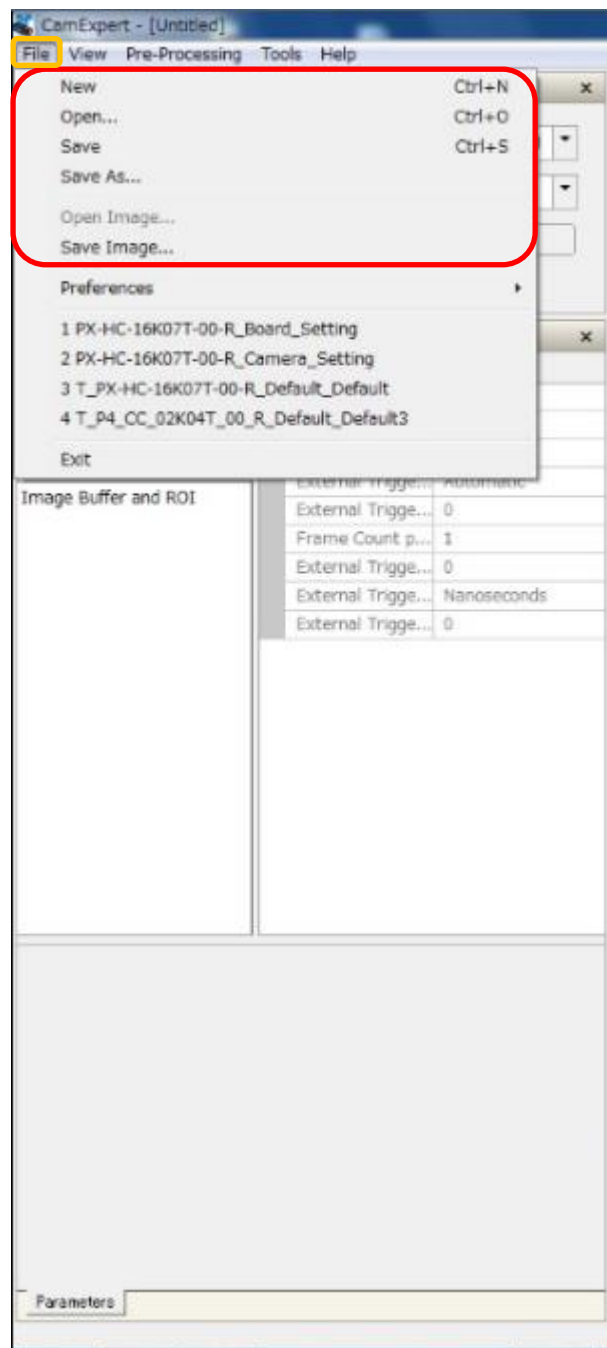 CamExpert - [Untitled]
File View Pre-Processing Tools Help
New Ctrl+N
Open... Ctrl+O
Save Ctrl+S
Save As...
Open Image...
Save Image...
Preferences
1 PX-HC-16K07T-00-R_Board_Setting
2 PX-HC-16K07T-00-R_Camera_Setting
3 T_PX-HC-16K07T-00-R_Default_Default
4 T_P4_CC_02K04T_00_R_Default_Default3
Exit
External Trigge... Automatic
Image Buffer and ROI
External Trigge... 0
Frame Count p... 1
External Trigge... 0
External Trigge... Nanoseconds
External Trigge... 0
Parameters